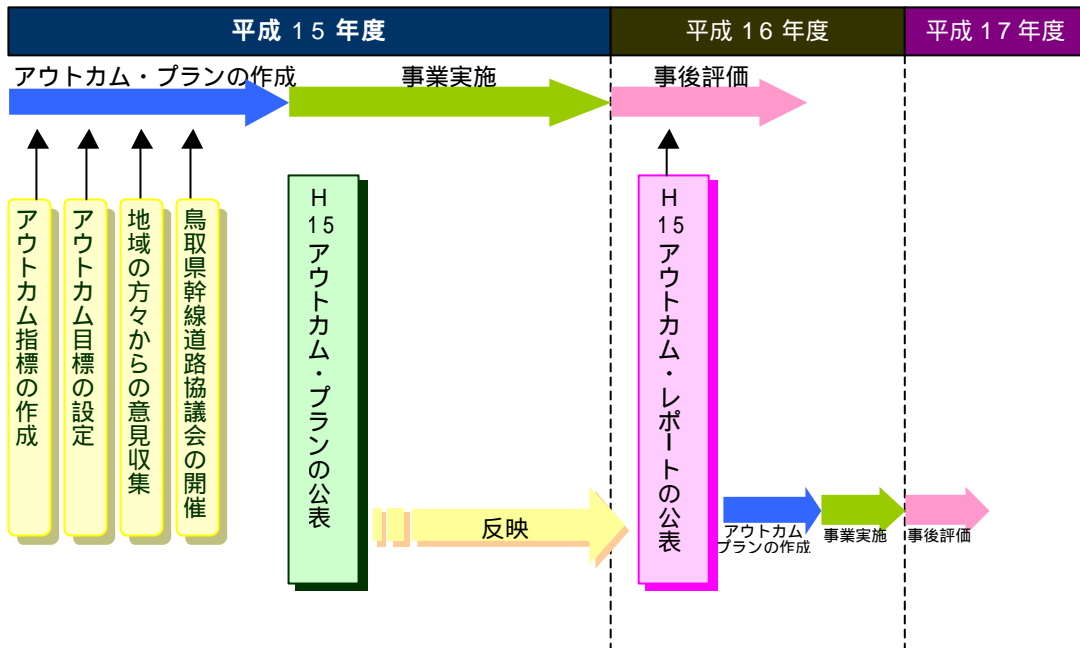 平成 15 年度
平成 16 年度
平成 17 年度
アウトカム・プランの作成
事業実施
事後評価
アウトカム指標の作成
アウトカム目標の設定
地域の方々からの意見収集
鳥取県幹線道路協議会の開催
H15アウトカム・プランの公表
H15アウトカム・レポートの公表
反映
アウトカム
プランの作成
事業実施
事後評価